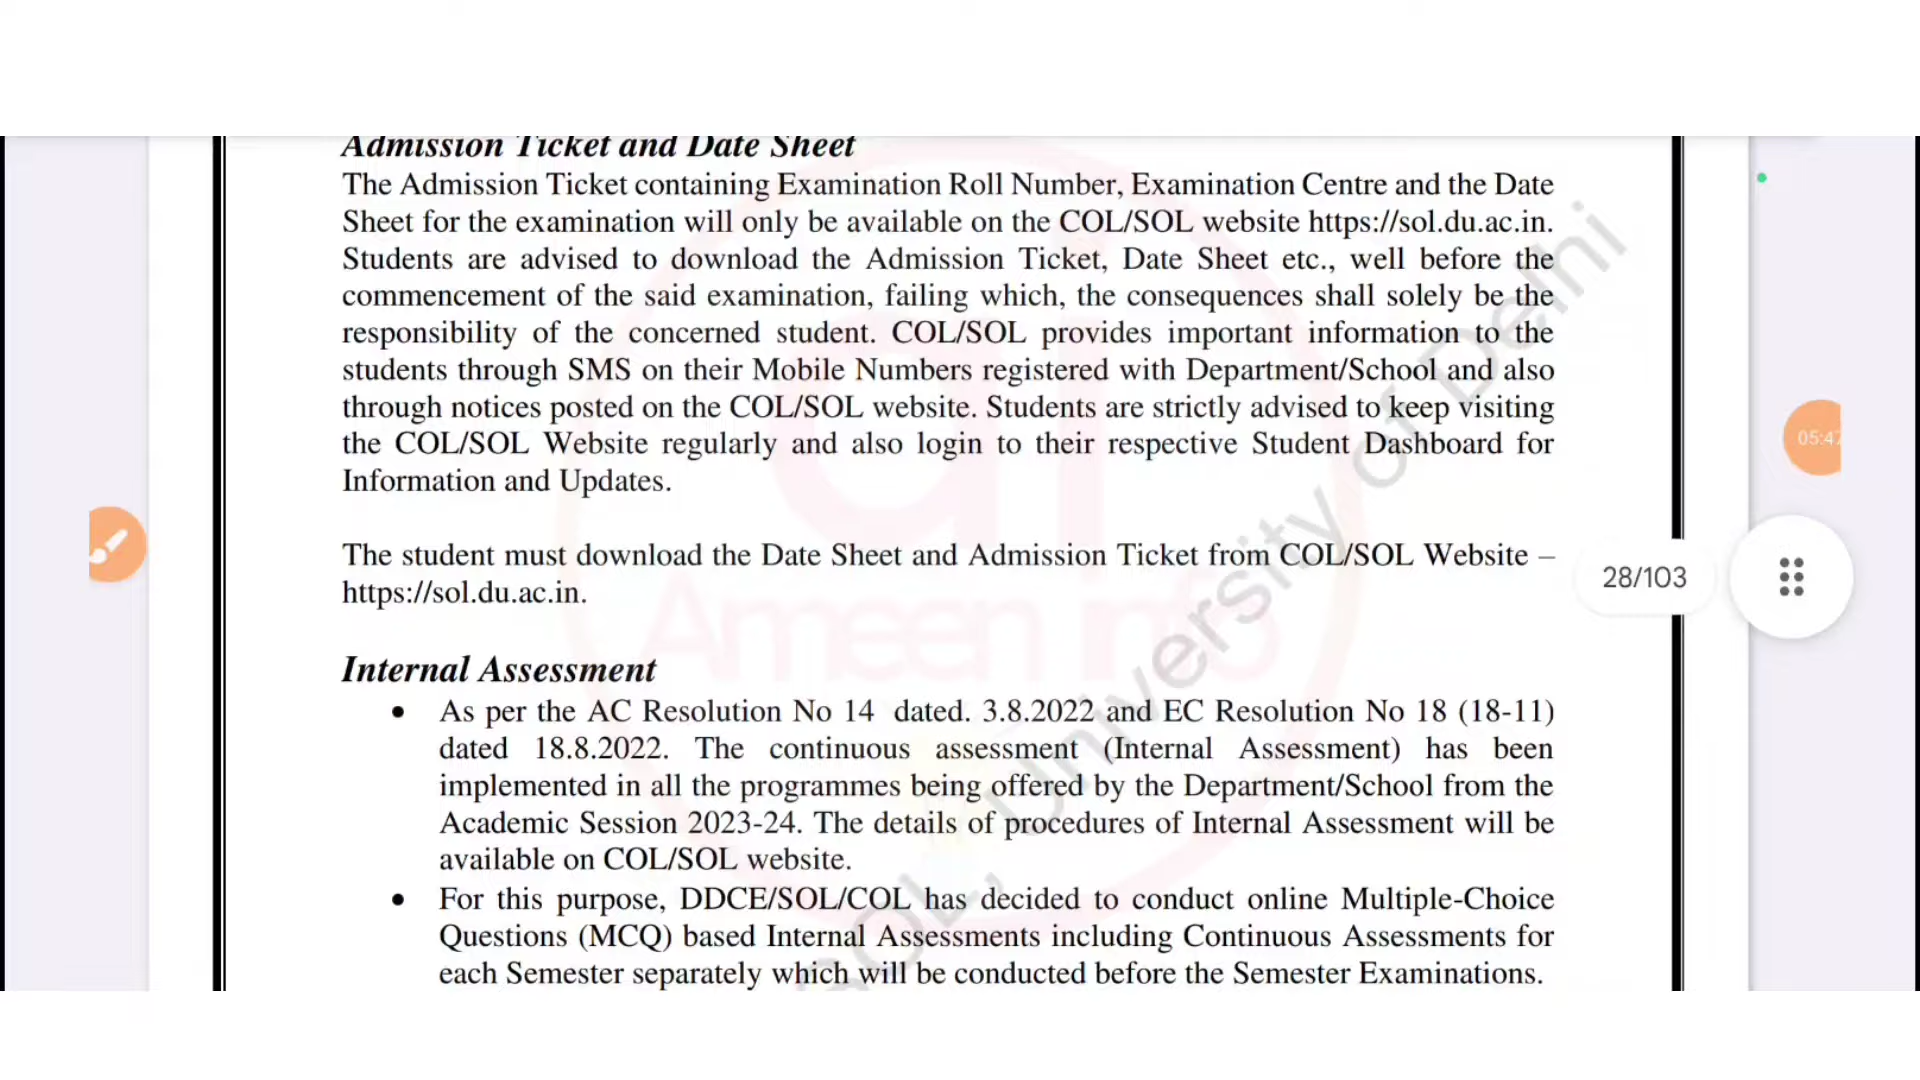 Admission Ticket and Date Sheet
The Admission Ticket containing Examination Roll Number, Examination Centre and the Date
Sheet for the examination will only be available on the COL/SOL website https://sol.du.ac.in.
Students are advised to download the Admission Ticket, Date Sheet etc., well before the
commencement of the said examination, failing which, the consequences shall solely be the
responsibility of the concerned student. COL/SOL provides important information to the
students through SMS on their Mobile Numbers registered with Department/School and also
through notices posted on the COL/SOL website. Students are strictly advised to keep visiting
the COL/SOL Website regularly and also login to their respective Student Dashboard for
Information and Updates.
The student must download the Date Sheet and Admission Ticket from COL/SOL Website –
https://sol.du.ac.in.
Internal Assessment
• As per the AC Resolution No 14 dated. 3.8.2022 and EC Resolution No 18 (18-11)
dated 18.8.2022. The continuous assessment (Internal Assessment) has been
implemented in all the programmes being offered by the Department/School from the
Academic Session 2023-24. The details of procedures of Internal Assessment will be
available on COL/SOL website.
• For this purpose, DDCE/SOL/COL has decided to conduct online Multiple-Choice
Questions (MCQ) based Internal Assessments including Continuous Assessments for
each Semester separately which will be conducted before the Semester Examinations.
28/103
05:47
ar
Ameen info
SOL, University of Delhi